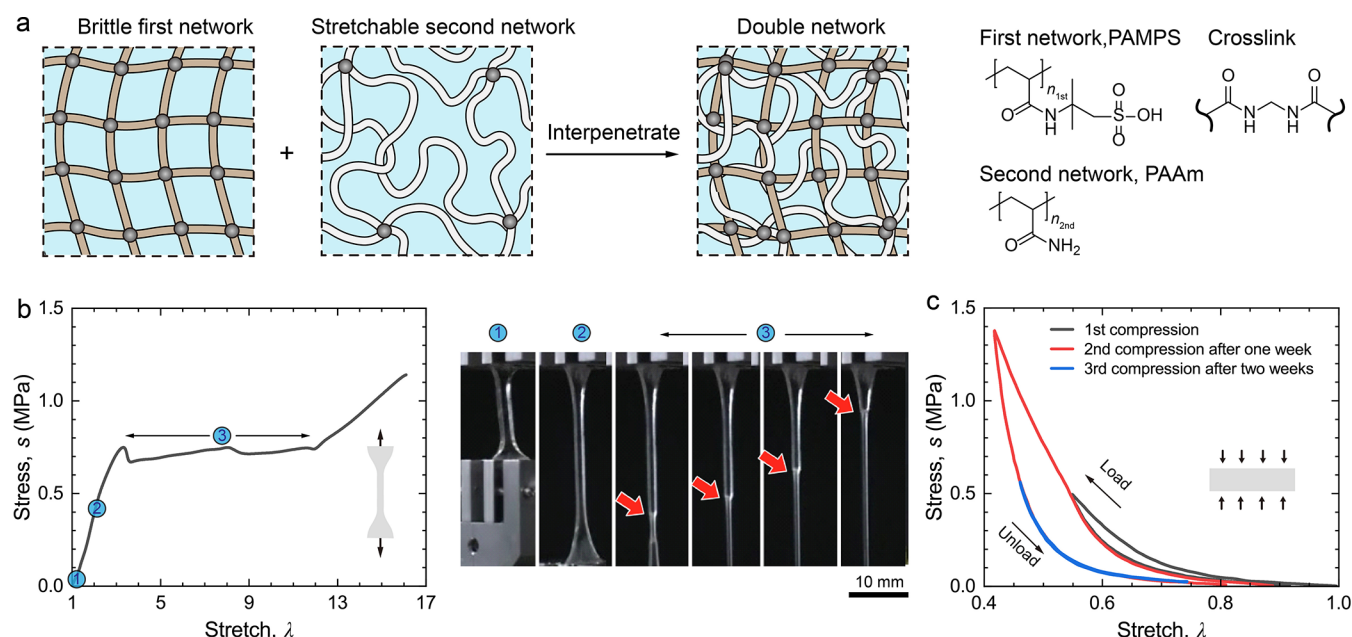 a
Brittle first network
Stretchable second network
Double network
+
Interpenetrate
First network,PAMPS
Crosslink
n1st
O
N
H
S
O
O
OH
O
N
H
N
H
O
Second network, PAAm
n2nd
O
NH2
b
Stress, s (MPa)
1.5
1.0
0.5
0.0
1
2
3
1
5
9
13
17
Stretch, λ
1
2
3
10 mm
c
Stress, s (MPa)
1.5
1.0
0.5
0.0
1st compression
2nd compression after one week
3rd compression after two weeks
Load
Unload
0.4
0.6
0.8
1.0
Stretch, λ